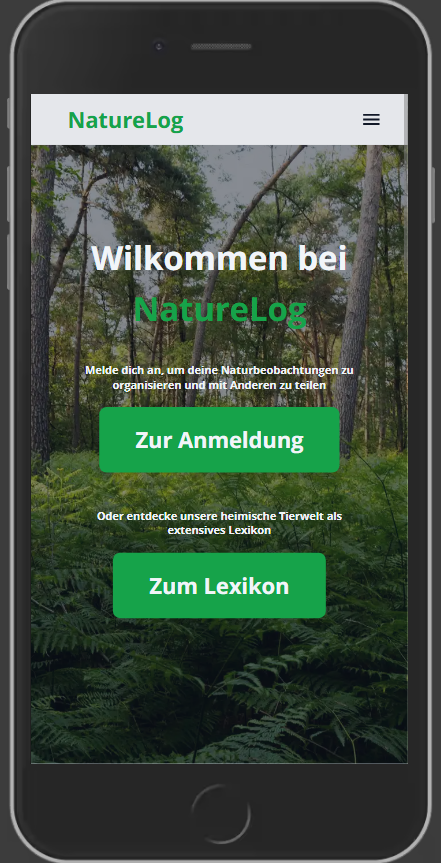 NatureLog
Wilkommen bei
NatureLog
Melde dich an, um deine Naturbeobachtungen zu
organisieren und mit Anderen zu teilen
Zur Anmeldung
Oder entdecke unsere heimische Tierwelt als
extensives Lexikon
Zum Lexikon